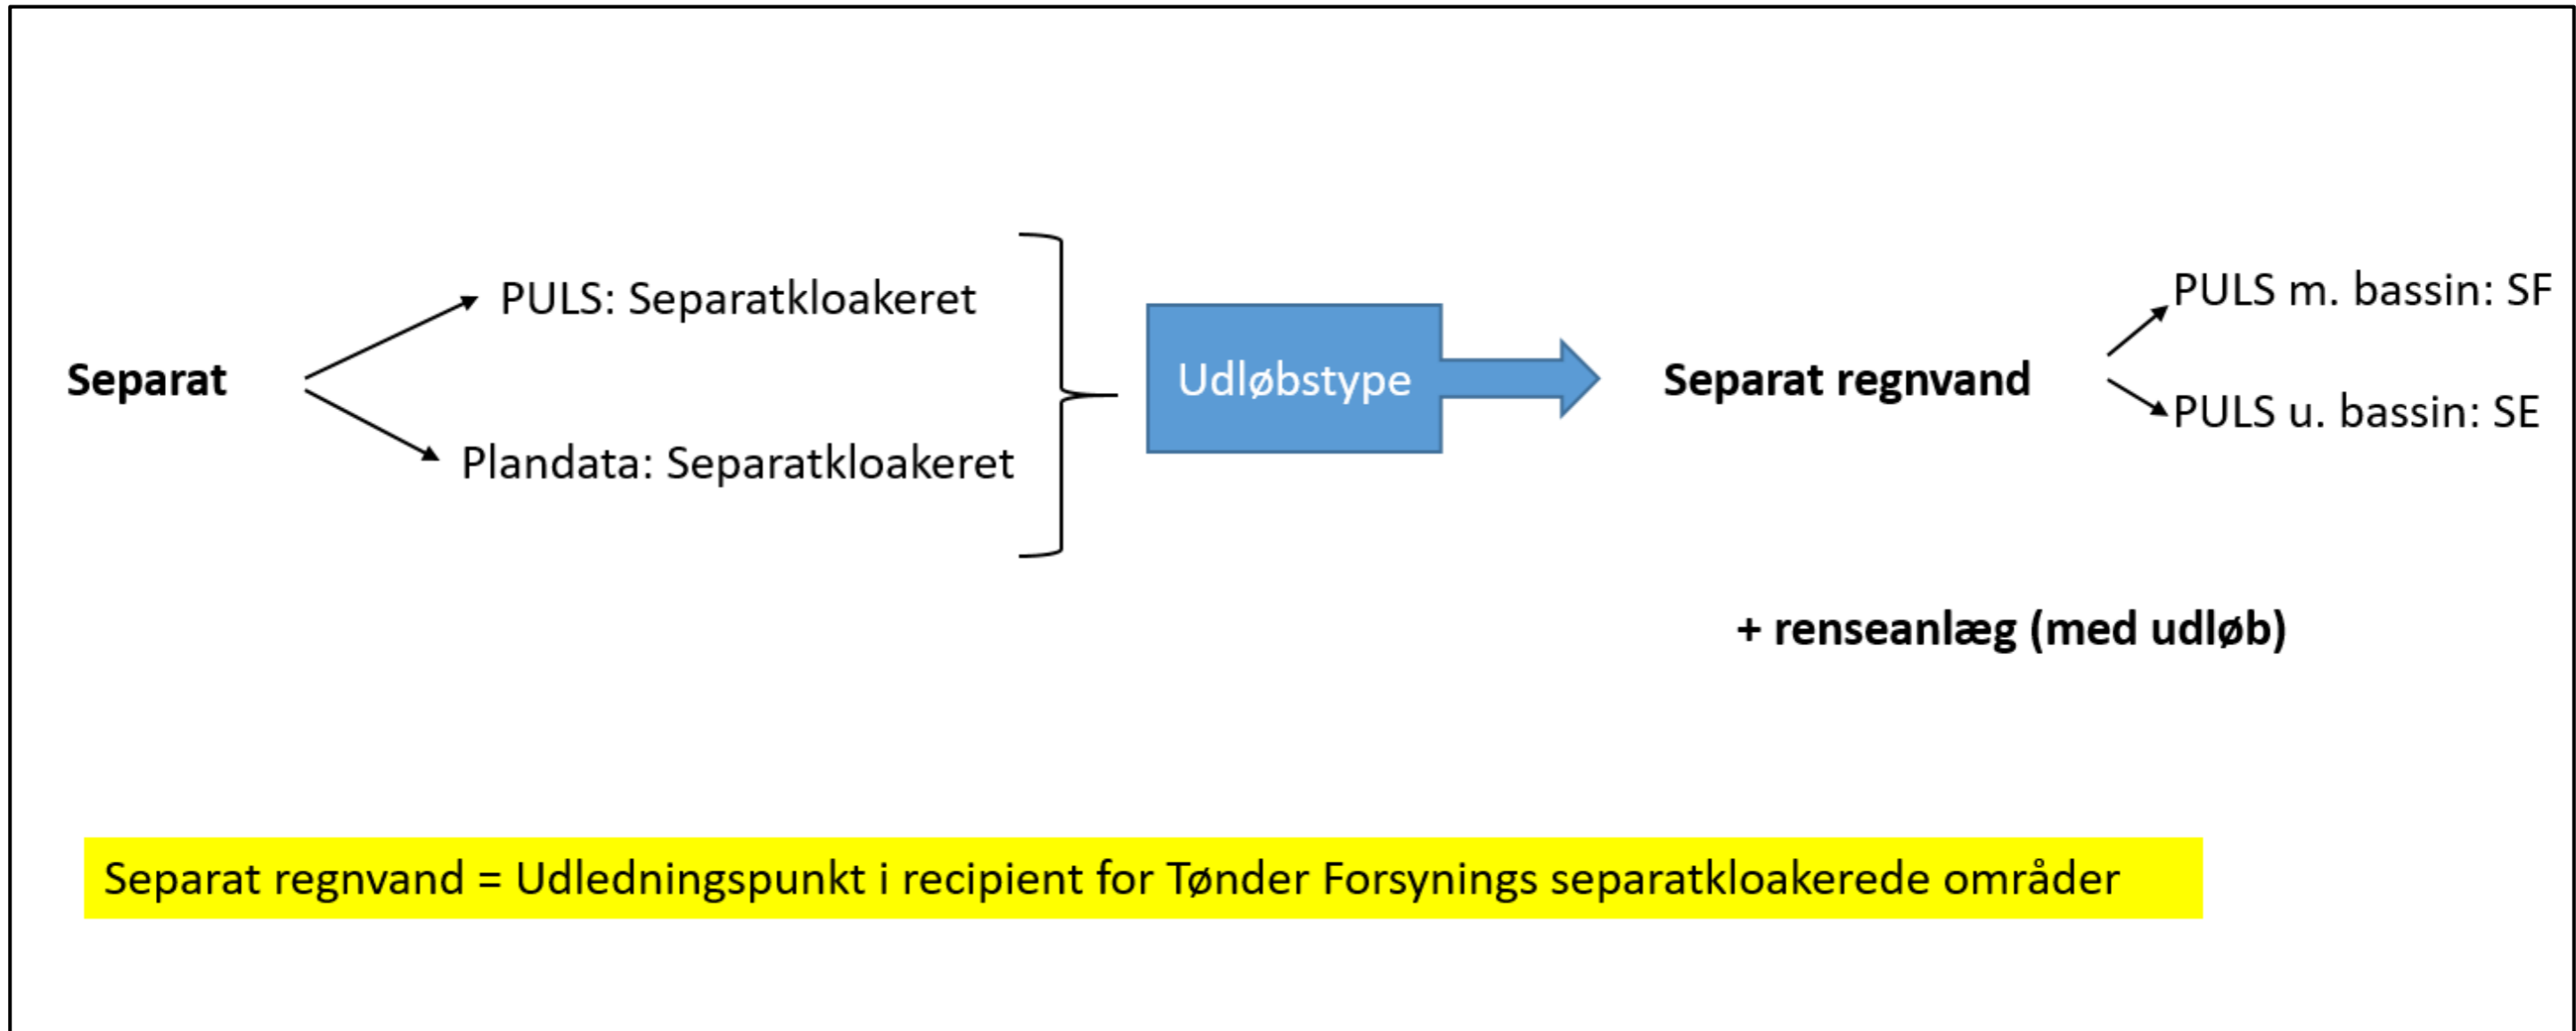 Separat
PULS: Separatkloakeret
Plandata: Separatkloakeret
Udløbstype
Separat regnvand
PULS m. bassin: SF
PULS u. bassin: SE
+ renseanlæg (med udløb)
Separat regnvand = Udledningspunkt i recipient for Tønder Forsynings separatkloakerede områder